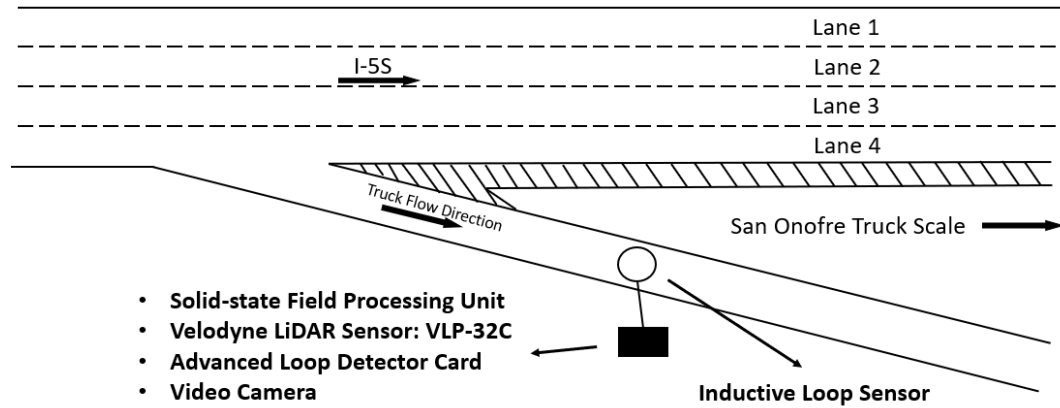 Lane 1
I-5S
Lane 2
Lane 3
Lane 4
Truck Flow Direction
San Onofre Truck Scale
• Solid-state Field Processing Unit
• Velodyne LiDAR Sensor: VLP-32C
• Advanced Loop Detector Card
• Video Camera
Inductive Loop Sensor